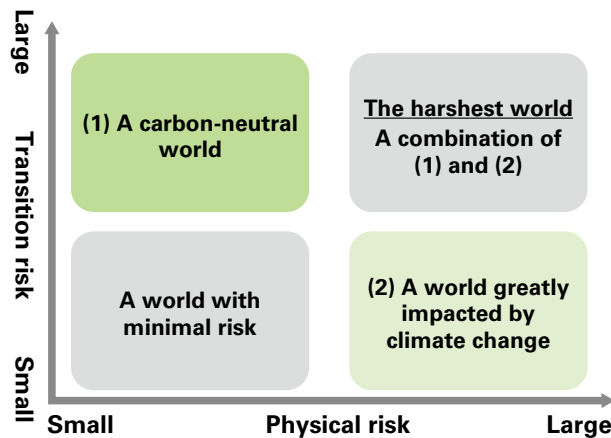 Large
Transition risk
Small
(1) A carbon-neutral
world
The harshest world
A combination of
(1) and (2)
A world with
minimal risk
(2) A world greatly
impacted by
climate change
Small
Physical risk
Large